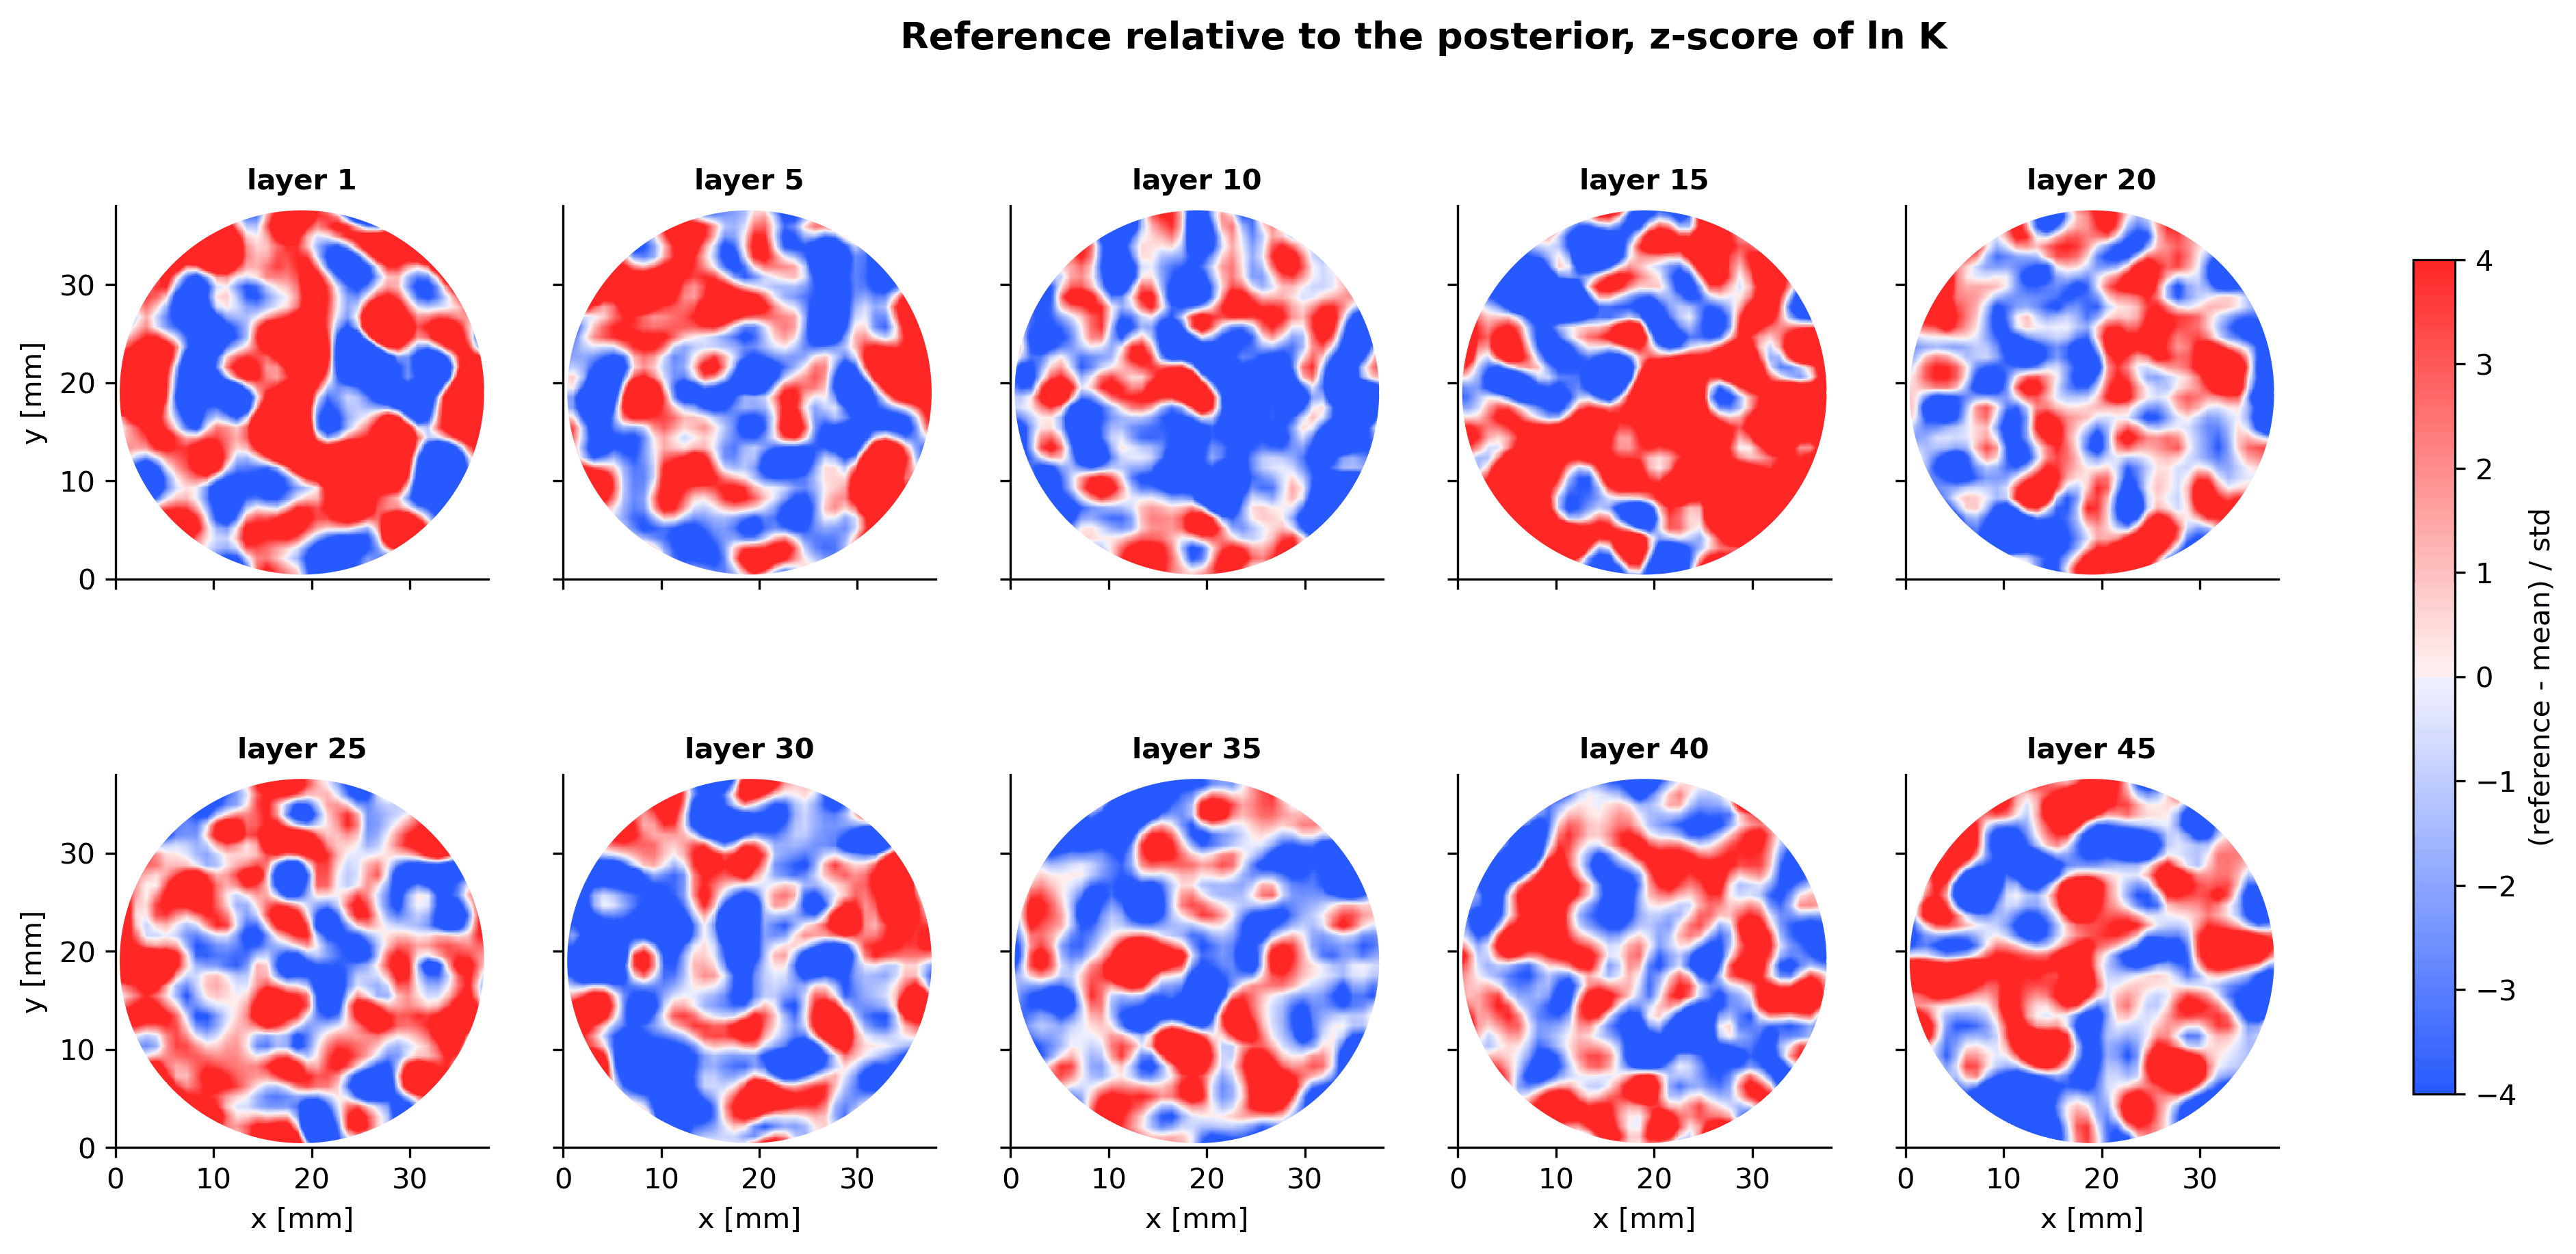 Reference relative to the posterior, z-score of ln K
layer 1
layer 5
layer 10
layer 15
layer 20
y [mm]
30
20
10
0
layer 25
layer 30
layer 35
layer 40
layer 45
y [mm]
30
20
10
0
0 10 20 30
0 10 20 30
0 10 20 30
0 10 20 30
0 10 20 30
x [mm]
x [mm]
x [mm]
x [mm]
x [mm]
4
3
2
1
0
−1
−2
−3
−4
(reference - mean) / std